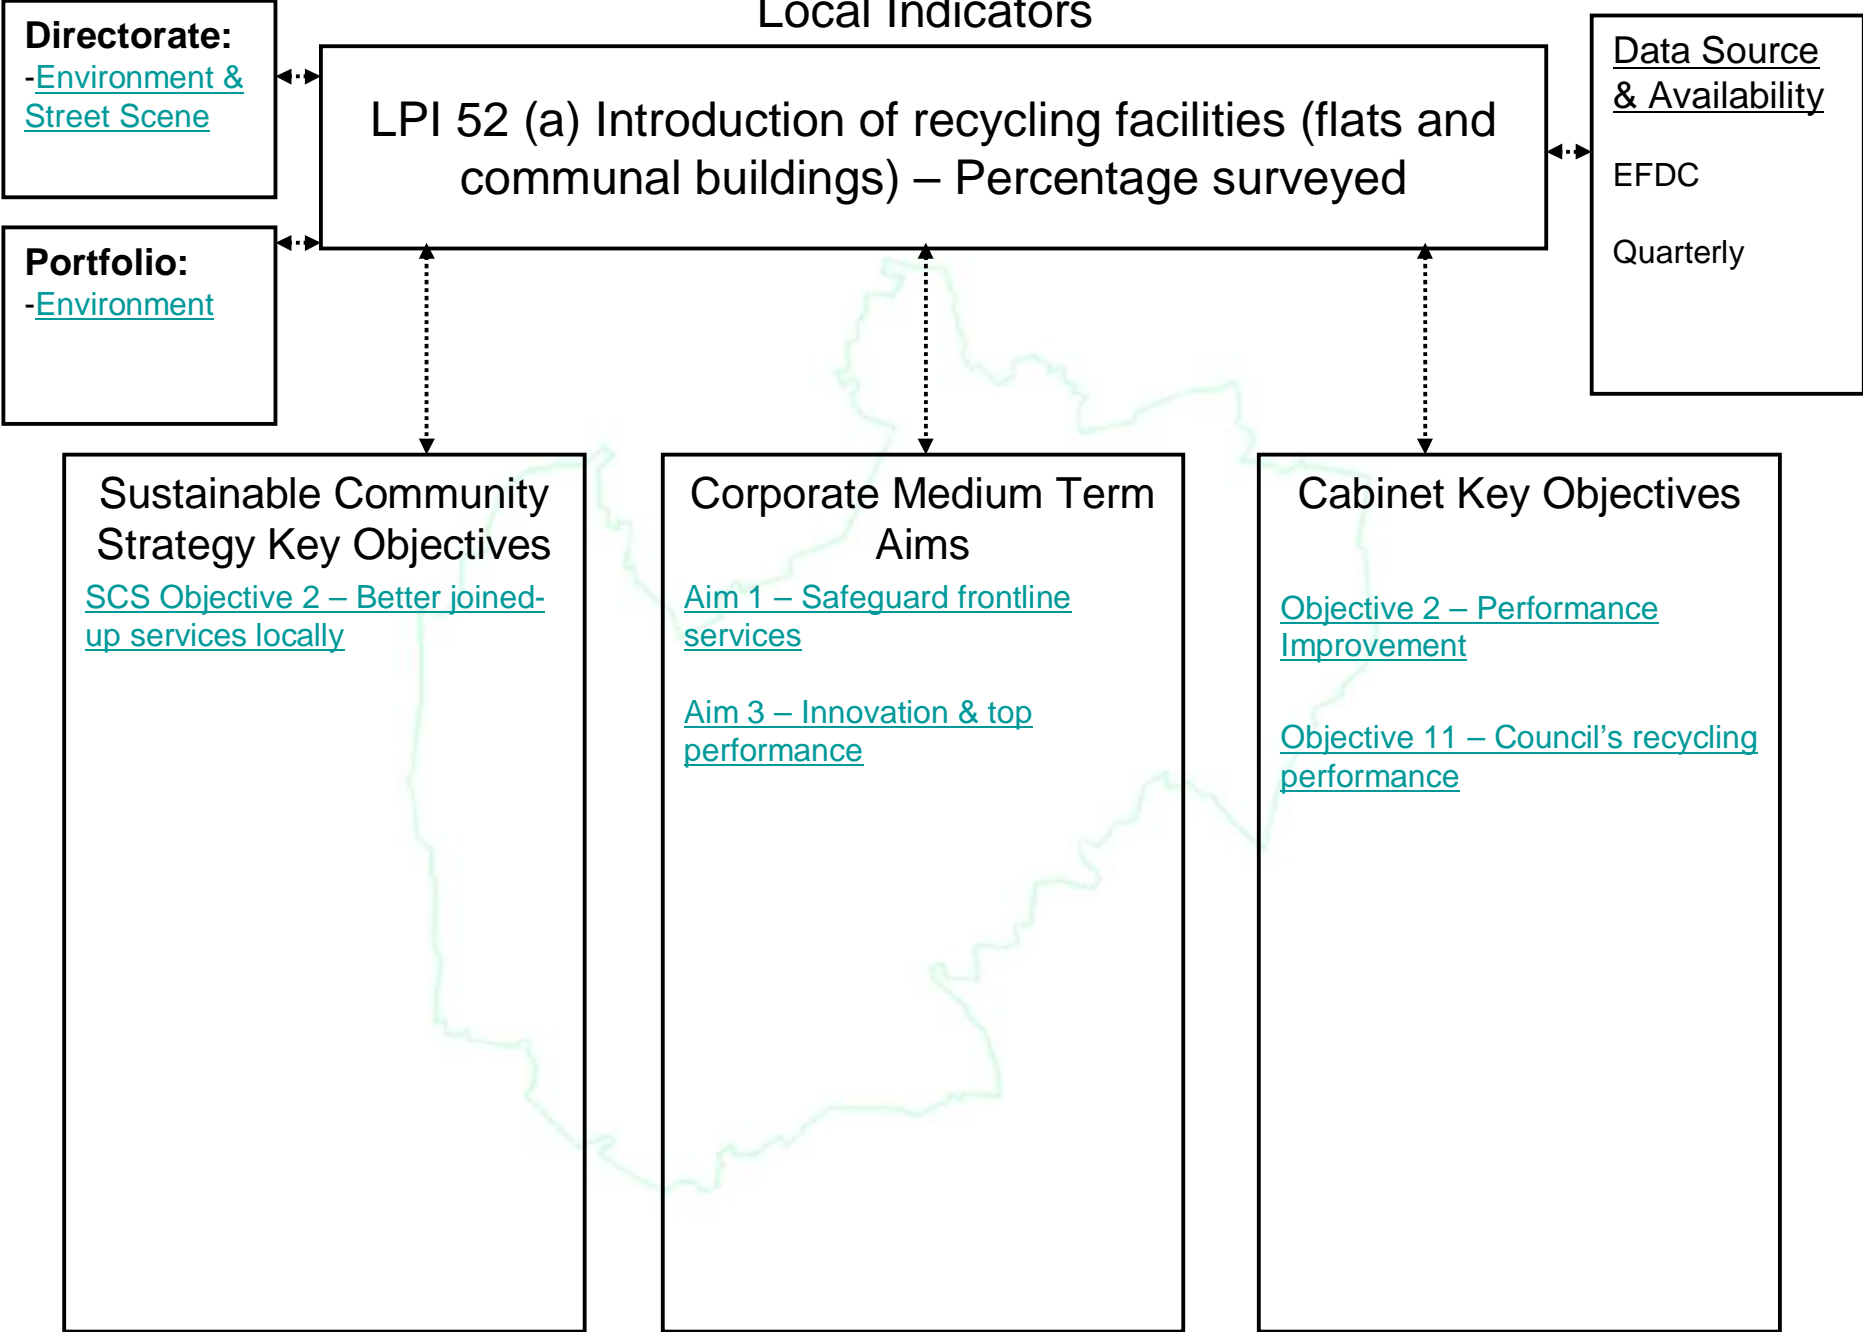 Local Indicators
Directorate:
-Environment &
Street Scene
LPI 52 (a) Introduction of recycling facilities (flats and
communal buildings) – Percentage surveyed
Data Source
& Availability
EFDC
Quarterly
Portfolio:
-Environment
Sustainable Community
Strategy Key Objectives
SCS Objective 2 – Better joined-
up services locally
Corporate Medium Term
Aims
Aim 1 – Safeguard frontline
services
Aim 3 – Innovation & top
performance
Cabinet Key Objectives
Objective 2 – Performance
Improvement
Objective 11 – Council’s recycling
performance